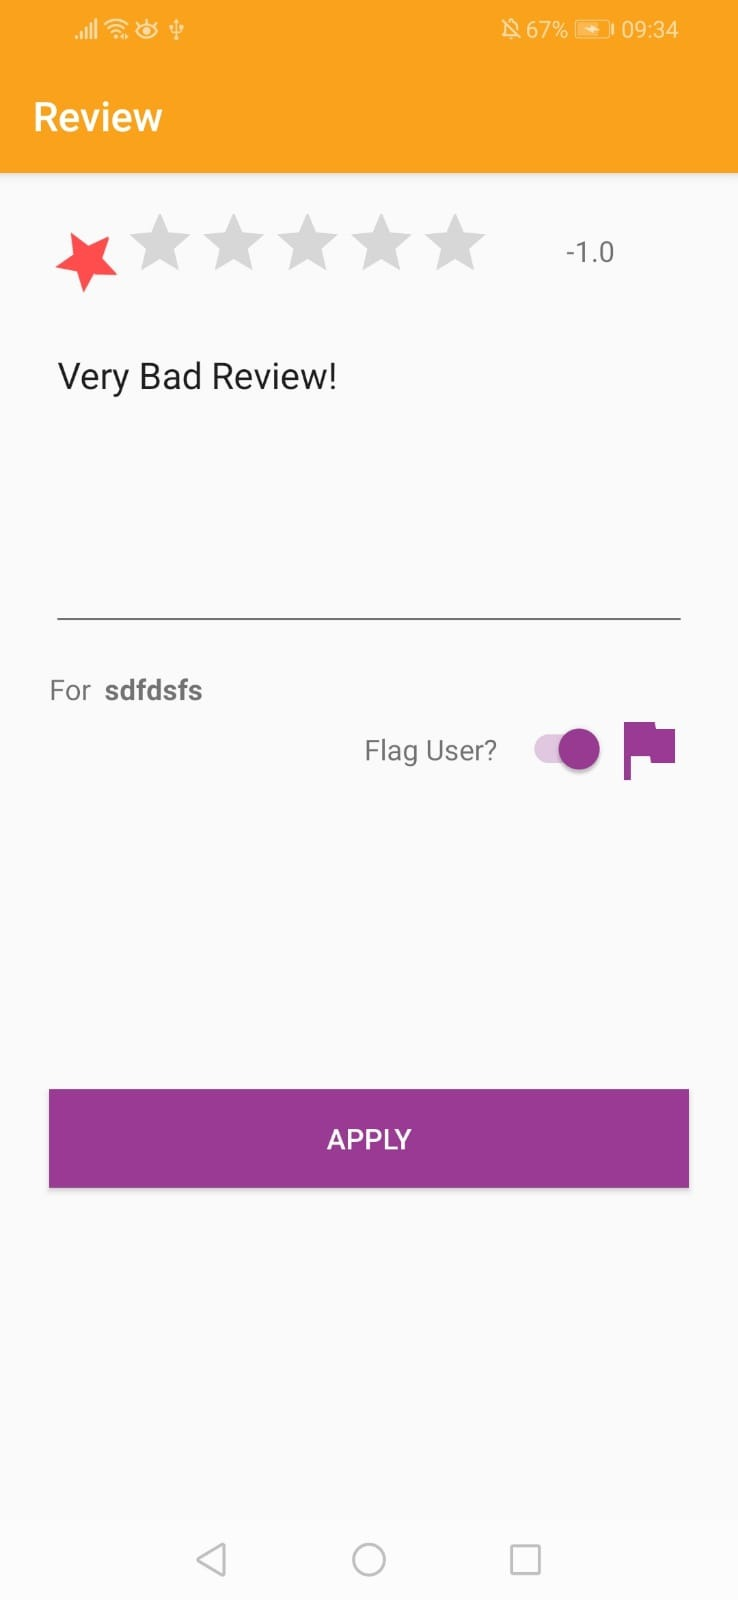 67% 09:34
Review
-1.0
Very Bad Review!
For sdfdsfs
Flag User?
APPLY